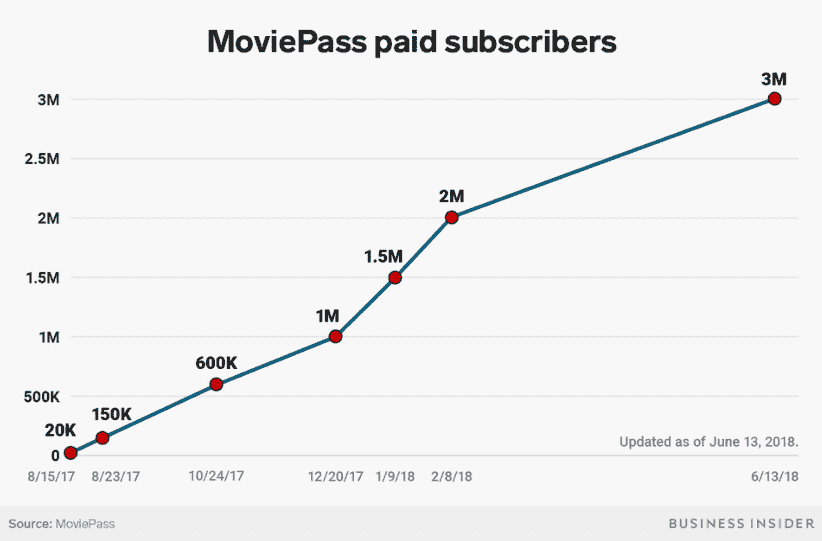 MoviePass paid subscribers
3M
3M
2.5M
2M
2M
1.5M
1.5M
1M
1M
600K
500K
150K
20K
0
Updated as of June 13, 2018.
8/15/17 8/23/17 10/24/17 12/20/17 1/9/18 2/8/18 6/13/18
Source: MoviePass
BUSINESS INSIDER